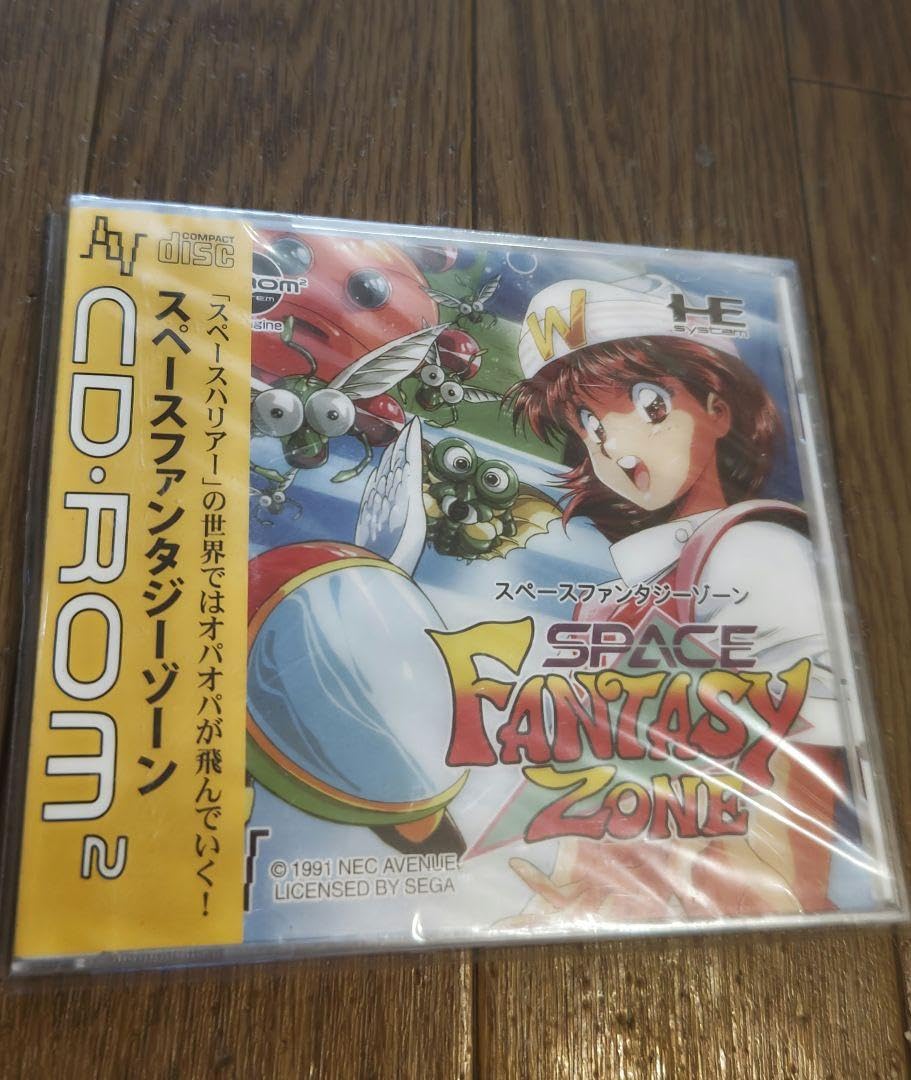 AV
COMPACT
disc
CD・ROM²
スペースファンタジーゾーン
「スペースハリアー」の世界ではオパオパが飛んでいく!
ROM²
W
HE
system
スペースファンタジーゾーン
SPACE
FANTASY
ZONE
© 1991 NEC AVENUE
LICENSED BY SEGA